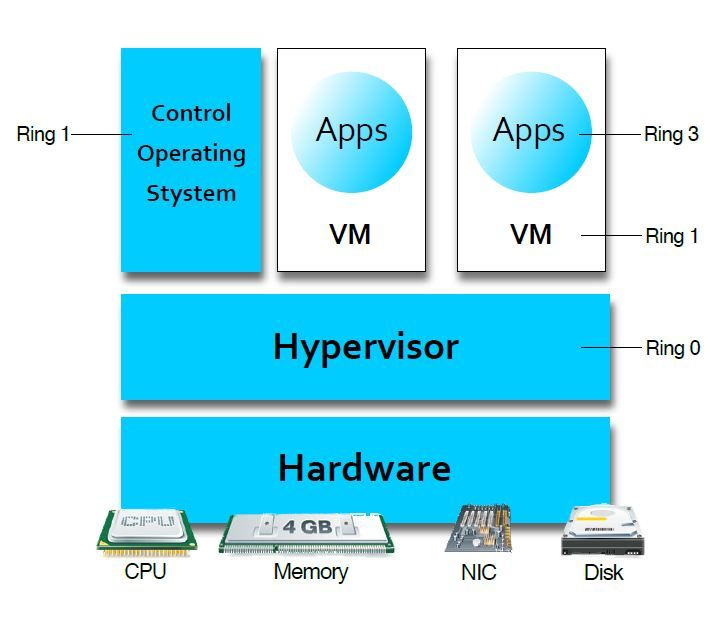 Ring 1
Control
Operating
Stystem
Apps
VM
Apps
VM
Ring 3
Ring 1
Hypervisor
Ring 0
Hardware
CPU
4 GB
CPU
Memory
NIC
Disk